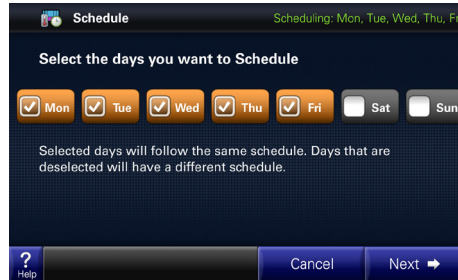 Schedule
Scheduling: Mon, Tue, Wed, Thu, Fr
Select the days you want to Schedule
Mon Tue Wed Thu Fri Sat Sun
Selected days will follow the same schedule. Days that are
deselected will have a different schedule.
? Help Cancel Next